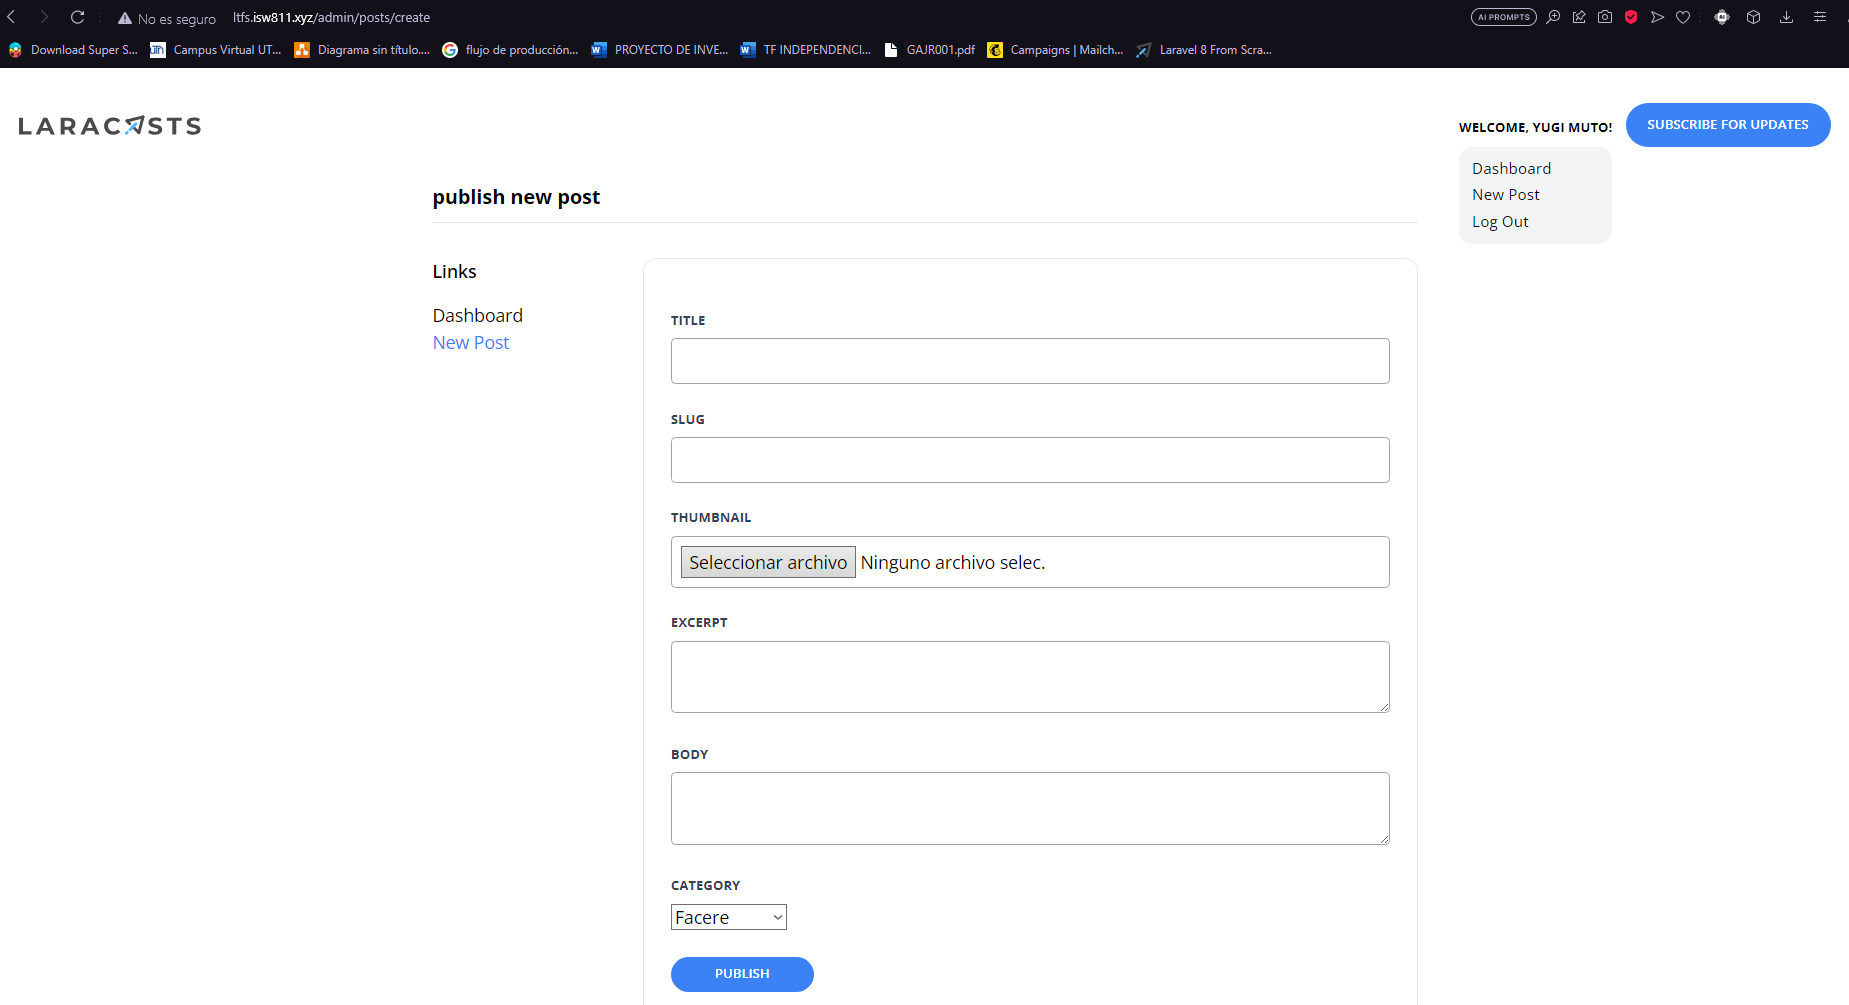 No es seguro ltfs.isw811.xyz/admin/posts/create AI PROMPTS
Download Super S... Campus Virtual UT... Diagrama sin título.... flujo de producción... PROYECTO DE INVE... TF INDEPENDENCI... GAJR001.pdf Campaigns | Mailch... Laravel 8 From Scra...
LARACASTS
WELCOME, YUGI MUTO! SUBSCRIBE FOR UPDATES
Dashboard
New Post
Log Out
publish new post
Links
Dashboard
New Post
TITLE
SLUG
THUMBNAIL
Seleccionar archivo Ninguno archivo selec.
EXCERPT
BODY
CATEGORY
Facere
PUBLISH